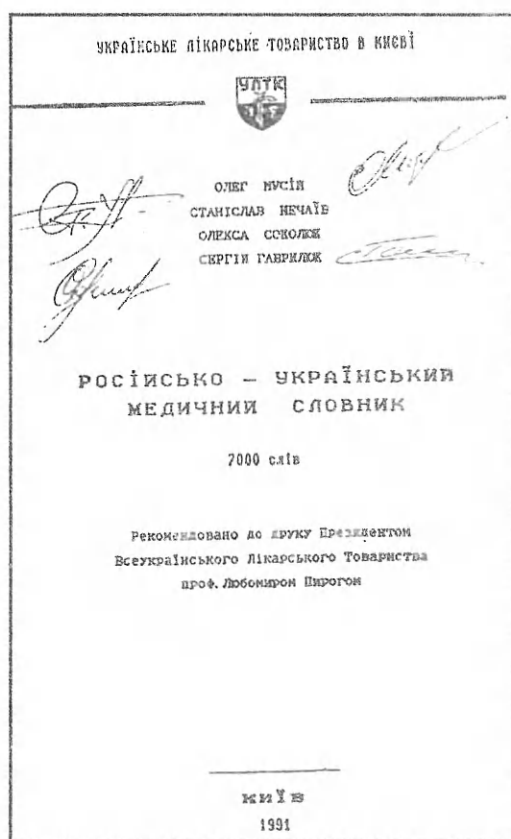 УКРАЇНСЬКЕ ЛІКАРСЬКЕ ТОВАРИСТВО В КИЄВІ
УЛТК
ОЛЕГ МУСІЙ
СТАНІСЛАВ НЕЧАЇВ
ОЛЕКСА СОКОЛЮК
СЕРГІЙ ГАВРИЛЮК
РОСІЙСЬКО - УКРАЇНСЬКИЙ
МЕДИЧНИЙ СЛОВНИК
7000 слів
Рекомендовано до друку Президентом
Всеукраїнського Лікарського Товариства
проф. Любомиром Пирогом
КИЇВ
1991